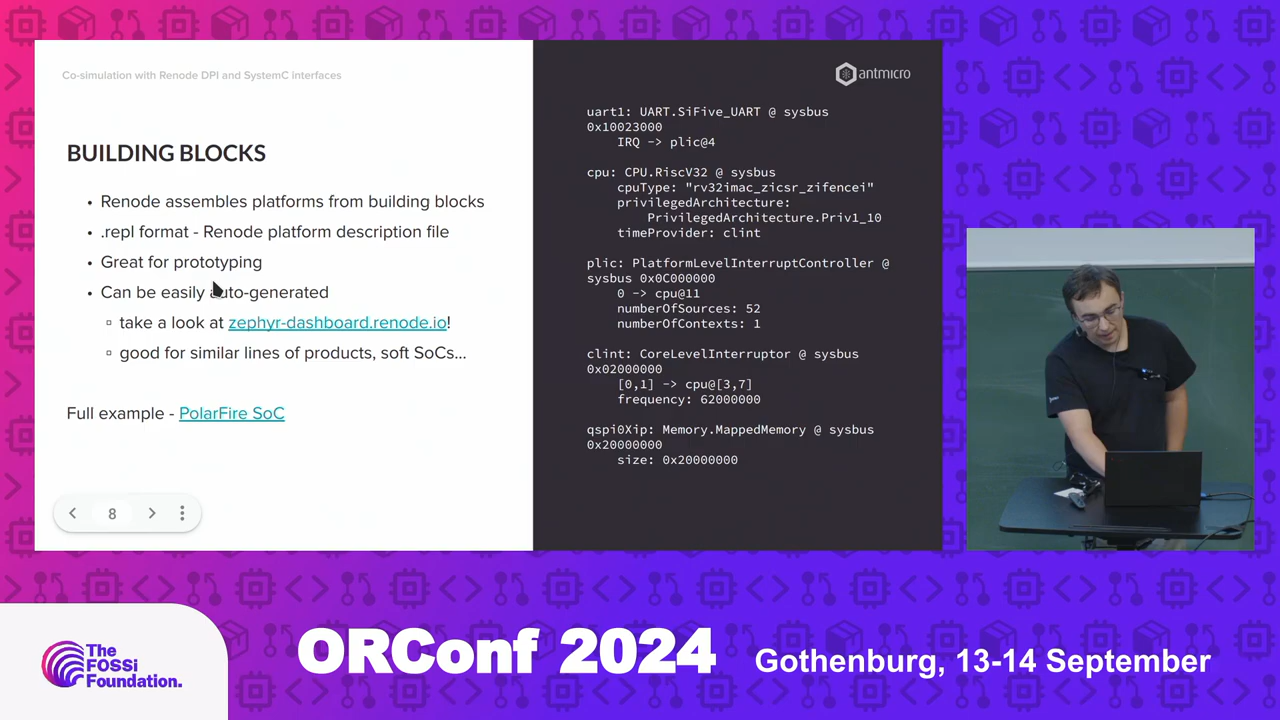 Co-simulation with Renode DPI and SystemC interfaces
BUILDING BLOCKS
• Renode assembles platforms from building blocks
• .repl format - Renode platform description file
• Great for prototyping
• Can be easily auto-generated
▫ take a look at zephyr-dashboard.renode.io!
▫ good for similar lines of products, soft SoCs...
Full example - PolarFire SoC
8
antmicro
uart1: UART.SiFive_UART @ sysbus
0x10023000
IRQ -> plic@4
cpu: CPU.RiscV32 @ sysbus
cpuType: "rv32imac_zicsr_zifencei"
privilegedArchitecture:
PrivilegedArchitecture.Priv1_10
timeProvider: clint
plic: PlatformLevelInterruptController @
sysbus 0x0C000000
0 -> cpu@11
numberOfSources: 52
numberOfContexts: 1
clint: CoreLevelInterruptor @ sysbus
0x02000000
[0,1] -> cpu@[3,7]
frequency: 62000000
qspi0Xip: Memory.MappedMemory @ sysbus
0x20000000
size: 0x20000000
The
FOSSi
Foundation.
ORConf 2024
Gothenburg, 13-14 September